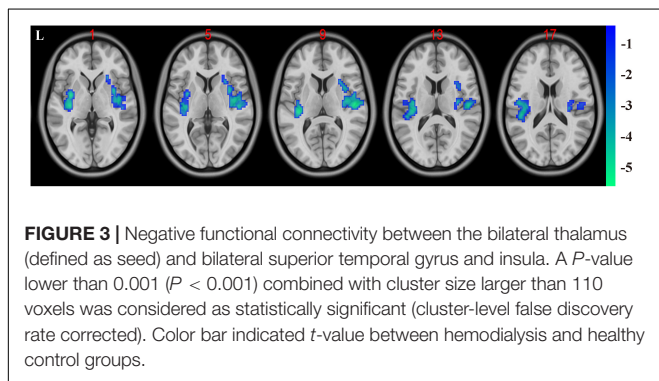 L 1 5 9 13 17
-1
-2
-3
-4
-5
FIGURE 3 | Negative functional connectivity between the bilateral thalamus
(defined as seed) and bilateral superior temporal gyrus and insula. A P-value
lower than 0.001 (P < 0.001) combined with cluster size larger than 110
voxels was considered as statistically significant (cluster-level false discovery
rate corrected). Color bar indicated t-value between hemodialysis and healthy
control groups.